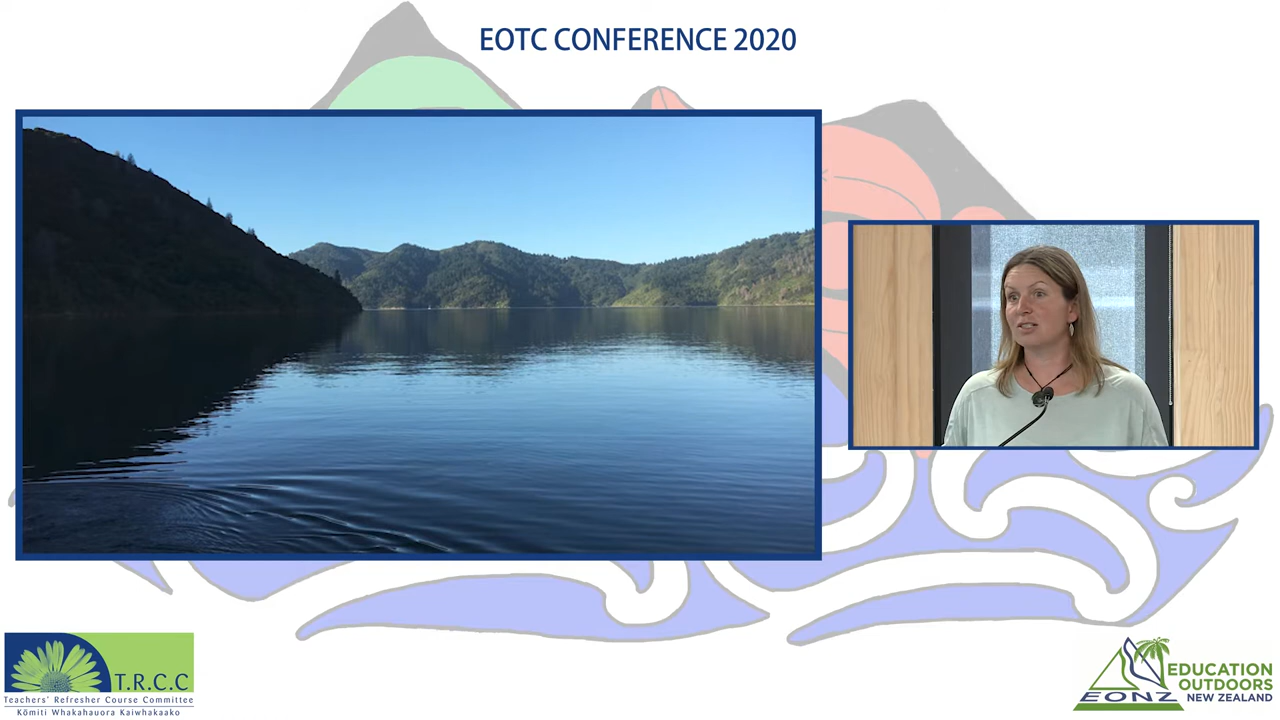 EOTC CONFERENCE 2020
T.R.C.C
Teachers' Refresher Course Committee
Kōmiti Whakahauora Kaiwhakaako
EONZ
EDUCATION
OUTDOORS
NEW ZEALAND